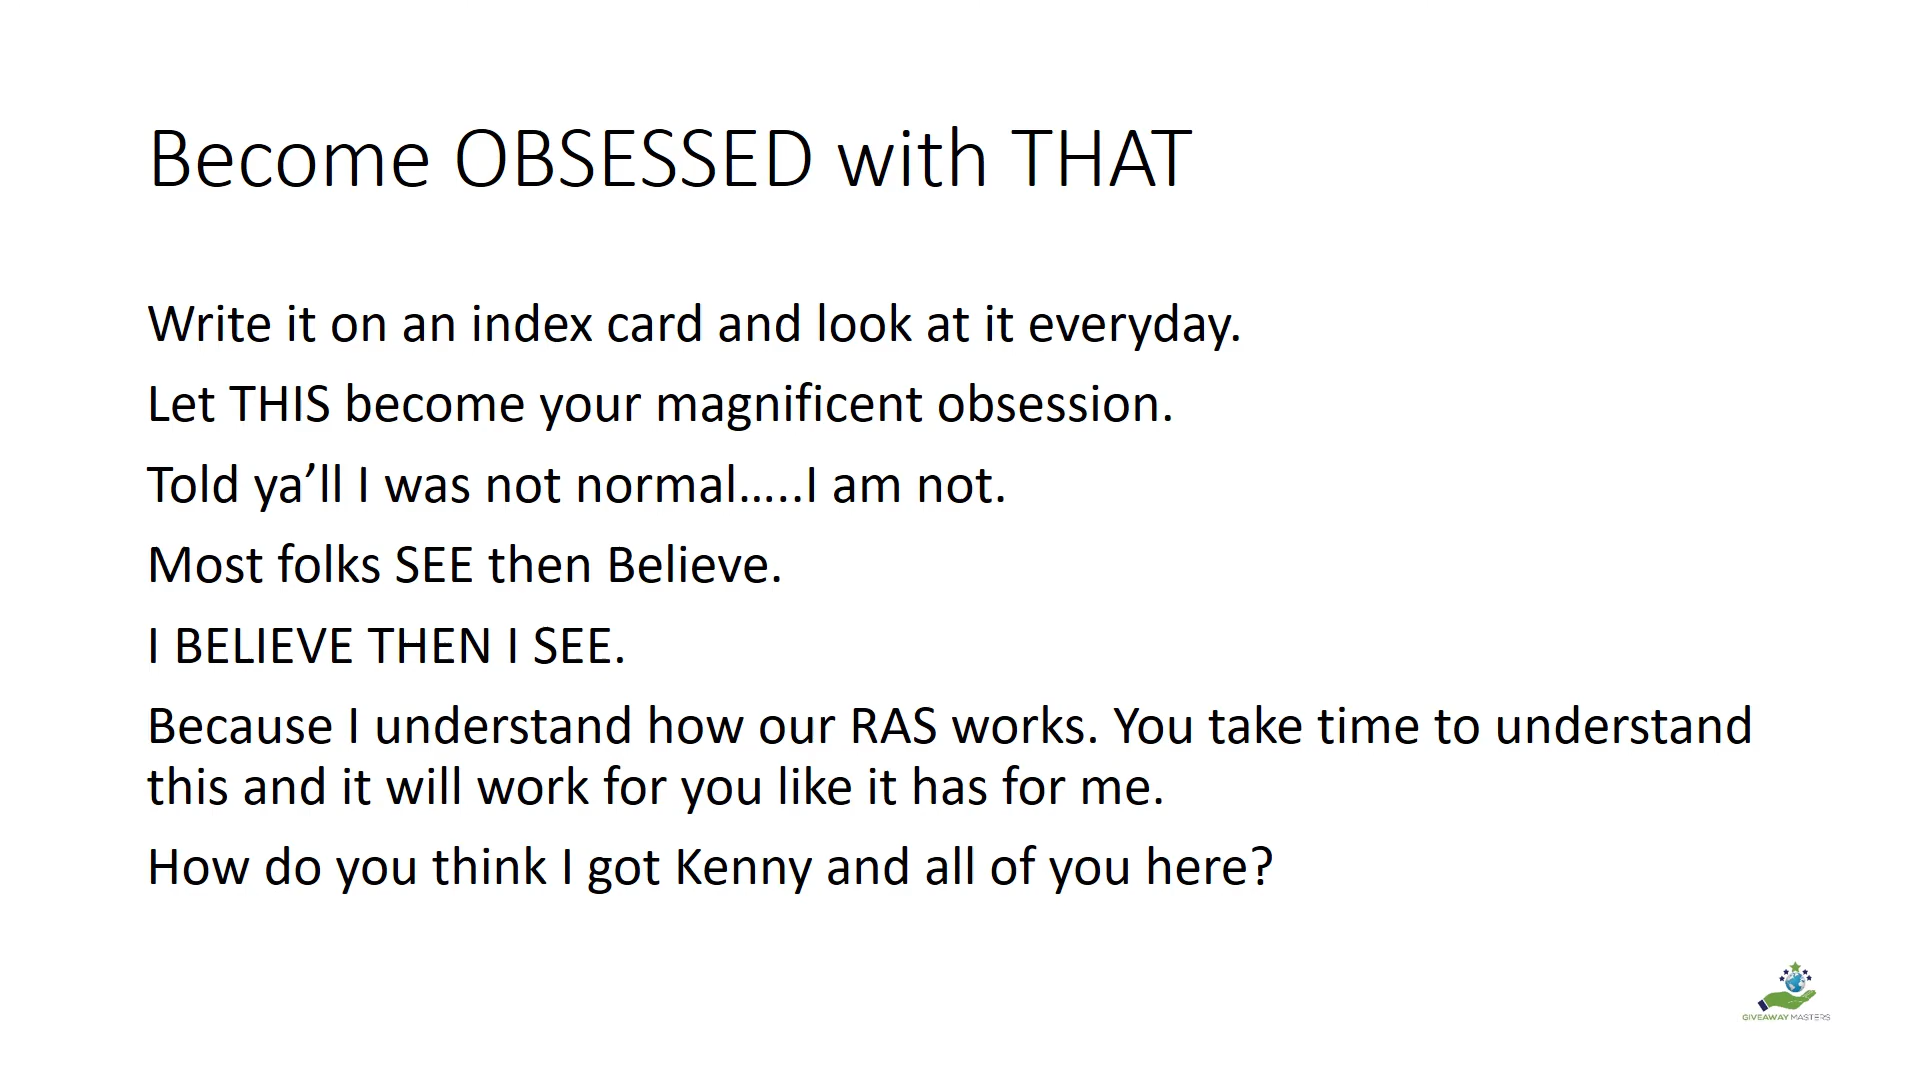 Become OBSESSED with THAT
Write it on an index card and look at it everyday.
Let THIS become your magnificent obsession.
Told ya’ll I was not normal…..I am not.
Most folks SEE then Believe.
I BELIEVE THEN I SEE.
Because I understand how our RAS works. You take time to understand
this and it will work for you like it has for me.
How do you think I got Kenny and all of you here?
GIVEAWAY MASTERS